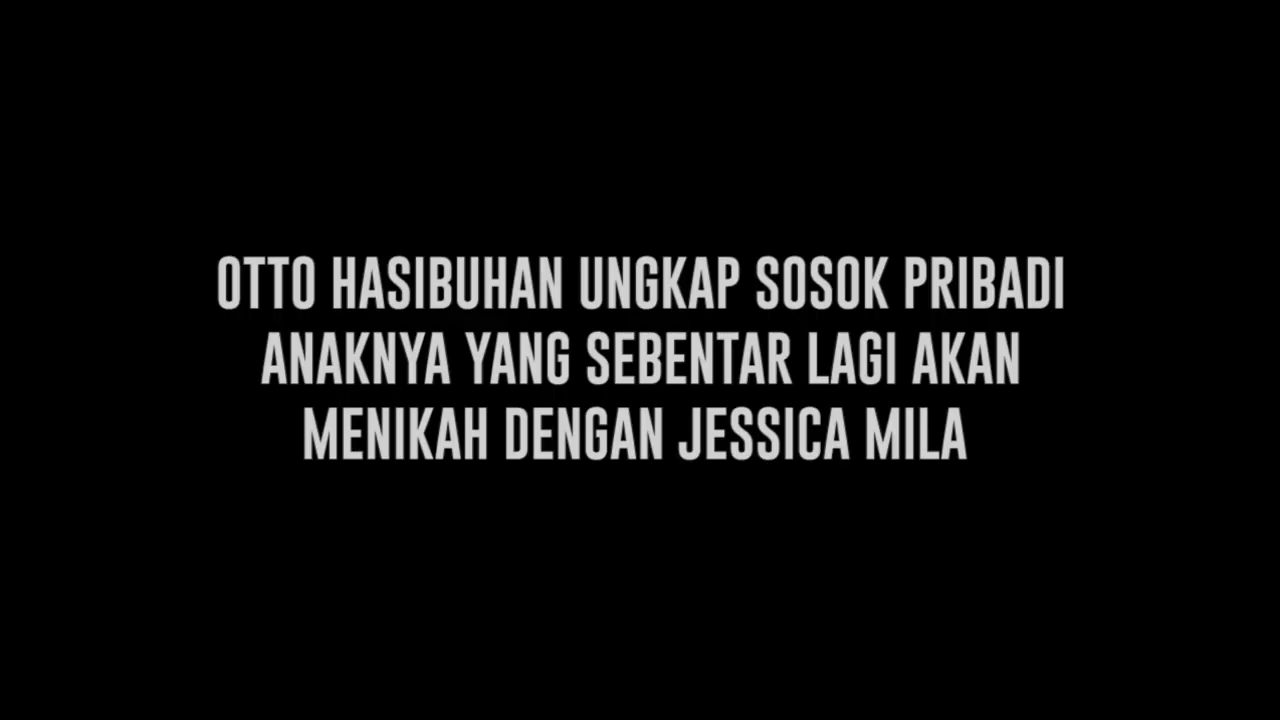 OTTO HASIBUHAN UNGKAP SOSOK PRIBADI
ANAKNYA YANG SEBENTAR LAGI AKAN
MENIKAH DENGAN JESSICA MILA